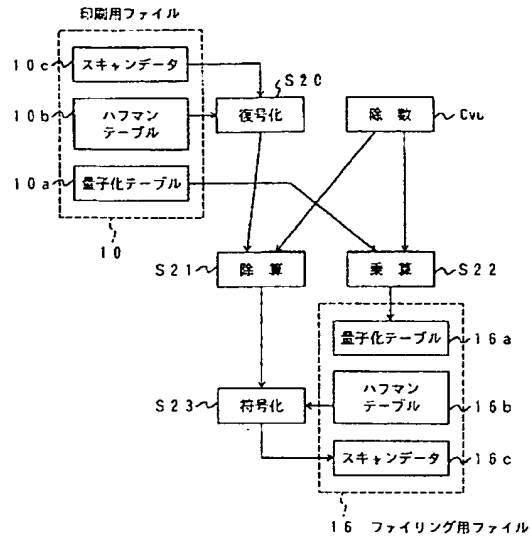 印刷用ファイル
10c
スキャンデータ
S20
10b
ハフマン
テーブル
復号化
除 数
Cvu
10a
量子化テーブル
10
S21
除 算
乗 算
S22
量子化テーブル
16a
S23
符号化
ハフマン
テーブル
16b
スキャンデータ
16c
16 ファイリング用ファイル